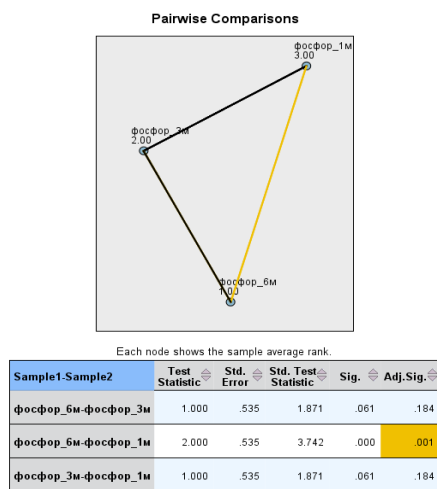 Pairwise Comparisons
фосфор_1м
3.00
фосфор_3м
2.00
фосфор_6м
1.00
Each node shows the sample average rank.
Sample1-Sample2 Test Statistic Std. Error Std. Test Statistic Sig. Adj.Sig.
фосфор_6м-фосфор_3м 1.000 .535 1.871 .061 .184
фосфор_6м-фосфор_1м 2.000 .535 3.742 .000 .001
фосфор_3м-фосфор_1м 1.000 .535 1.871 .061 .184